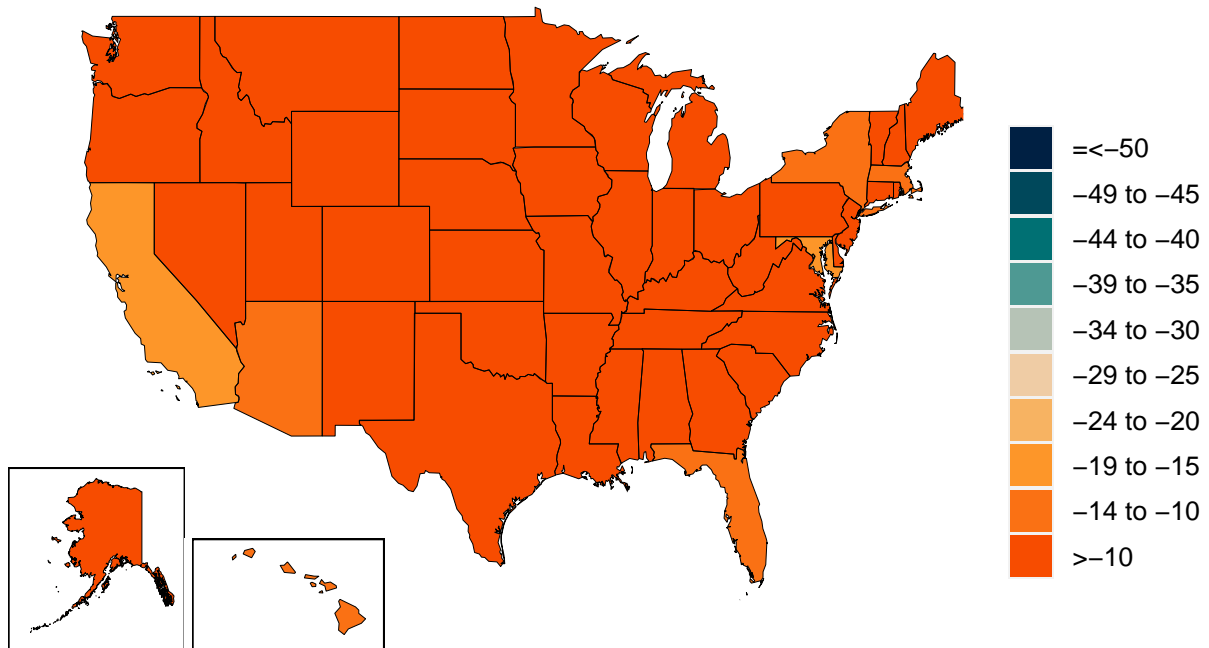 =<−50
−49 to −45
−44 to −40
−39 to −35
−34 to −30
−29 to −25
−24 to −20
−19 to −15
−14 to −10
>−10